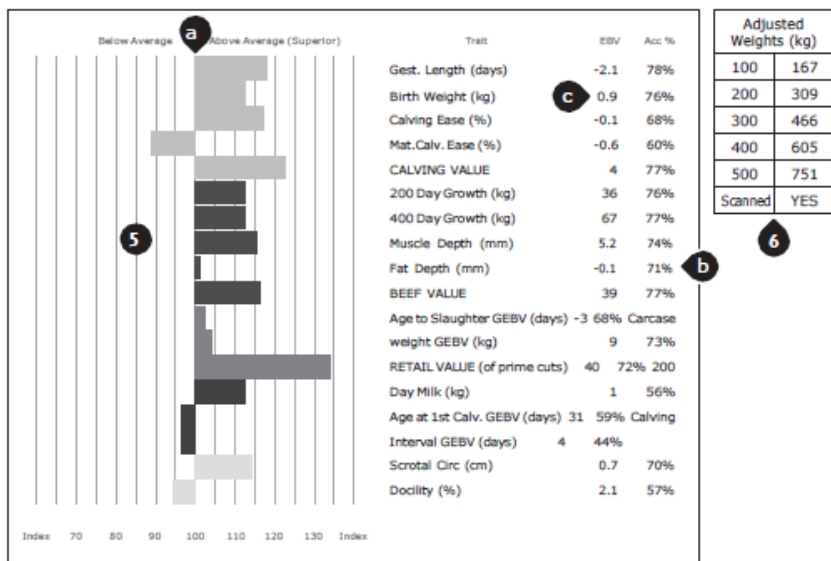 a
Below Average Above Average (Superior) Trait EBV Acc %
Gest. Length (days) -2.1 78%
Birth Weight (kg) c 0.9 76%
Calving Ease (%) -0.1 68%
Mat.Calv. Ease (%) -0.6 60%
CALVING VALUE 4 77%
200 Day Growth (kg) 36 76%
400 Day Growth (kg) 67 77%
5
Muscle Depth (mm) 5.2 74%
Fat Depth (mm) -0.1 71% b
BEEF VALUE 39 77%
Age to Slaughter GEBV (days) -3 68% Carcase
weight GEBV (kg) 9 73%
RETAIL VALUE (of prime cuts) 40 72% 200
Day Milk (kg) 1 56%
Age at 1st Calv. GEBV (days) 31 59% Calving
Interval GEBV (days) 4 44%
Scrotal Circ (cm) 0.7 70%
Docility (%) 2.1 57%
Index 70 80 90 100 110 120 130 Index
Adjusted
Weights (kg)
100 167
200 309
300 466
400 605
500 751
Scanned YES
6